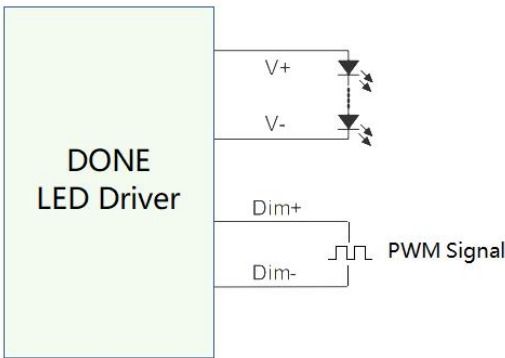 DONE
LED Driver
V+
V-
Dim+
Dim-
PWM Signal